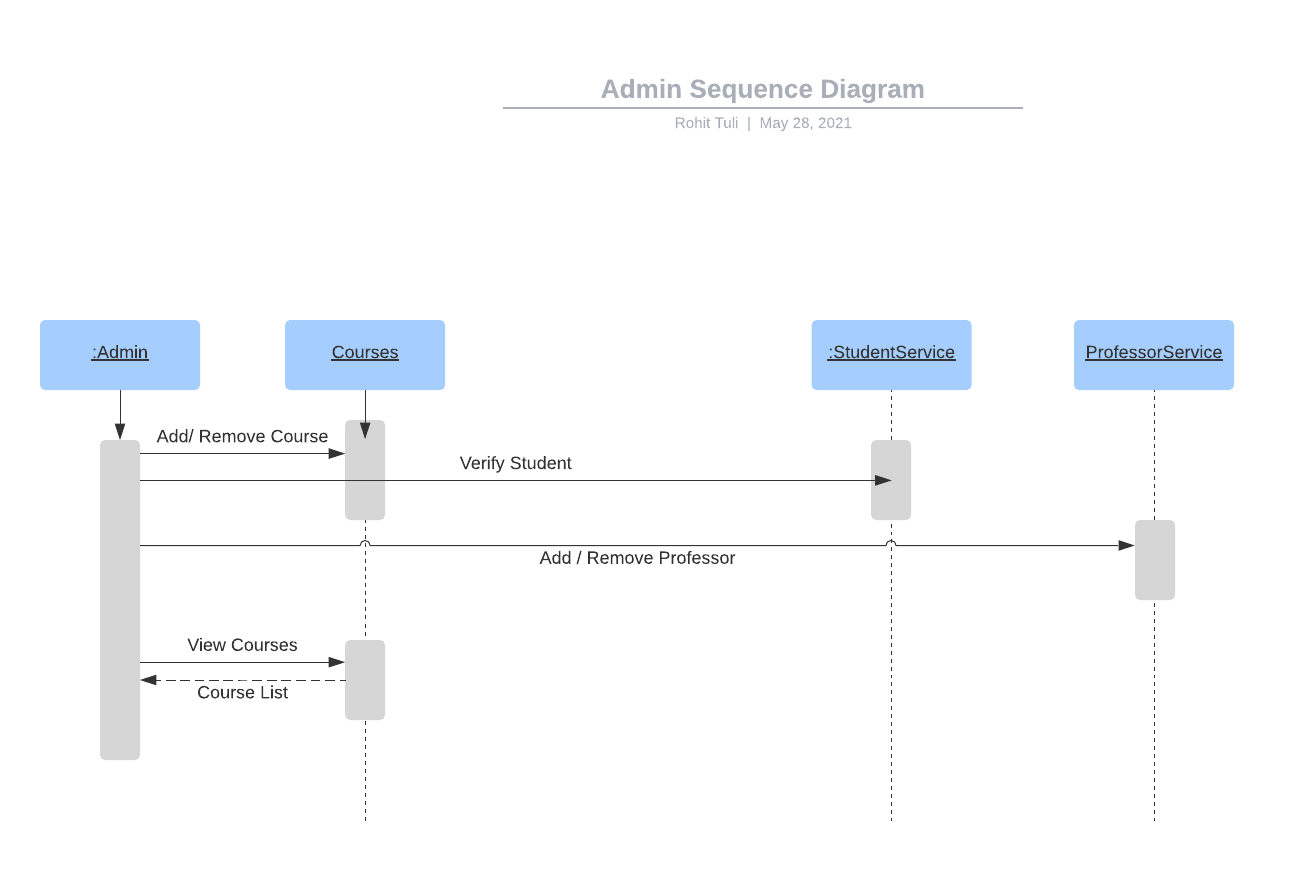 Admin Sequence Diagram
Rohit Tuli | May 28, 2021
:Admin
Courses
:StudentService
ProfessorService
Add/ Remove Course
Verify Student
Add / Remove Professor
View Courses
Course List